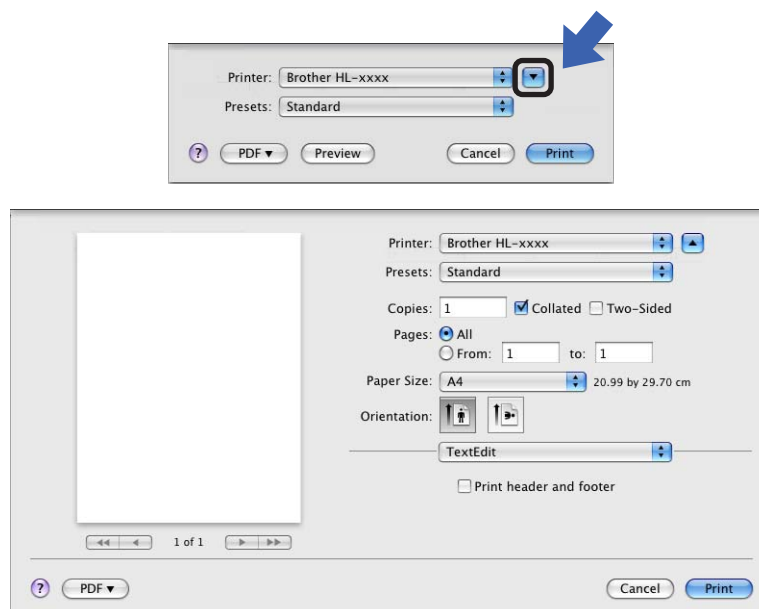 Printer: Brother HL-xxxx
Presets: Standard
? PDF▼ Preview Cancel Print
Printer: Brother HL-xxxx
Presets: Standard
Copies: 1 Collated Two-Sided
Pages: All
From: 1 to: 1
Paper Size: A4 20.99 by 29.70 cm
Orientation:
TextEdit
Print header and footer
1 of 1
? PDF▼ Cancel Print